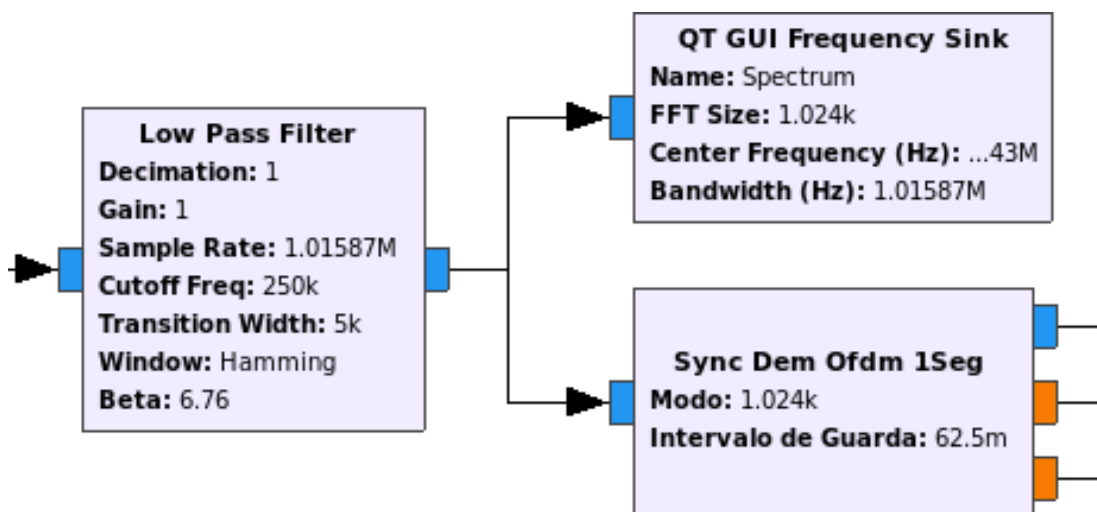 Low Pass Filter
Decimation: 1
Gain: 1
Sample Rate: 1.01587M
Cutoff Freq: 250k
Transition Width: 5k
Window: Hamming
Beta: 6.76
QT GUI Frequency Sink
Name: Spectrum
FFT Size: 1.024k
Center Frequency (Hz): ...43M
Bandwidth (Hz): 1.01587M
Sync Dem Ofdm 1Seg
Modo: 1.024k
Intervalo de Guarda: 62.5m